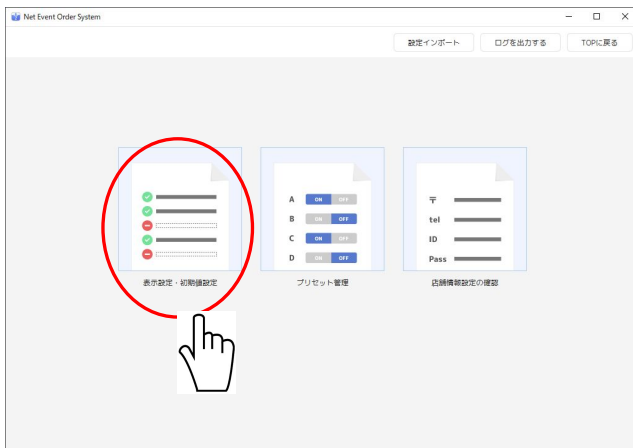 Net Event Order System
設定インポート
ログを出力する
TOPに戻る
A ON OFF
B ON OFF
C ON OFF
D ON OFF
〒
tel
ID
Pass
表示設定・初期値設定
プリセット管理
店舗情報設定の確認